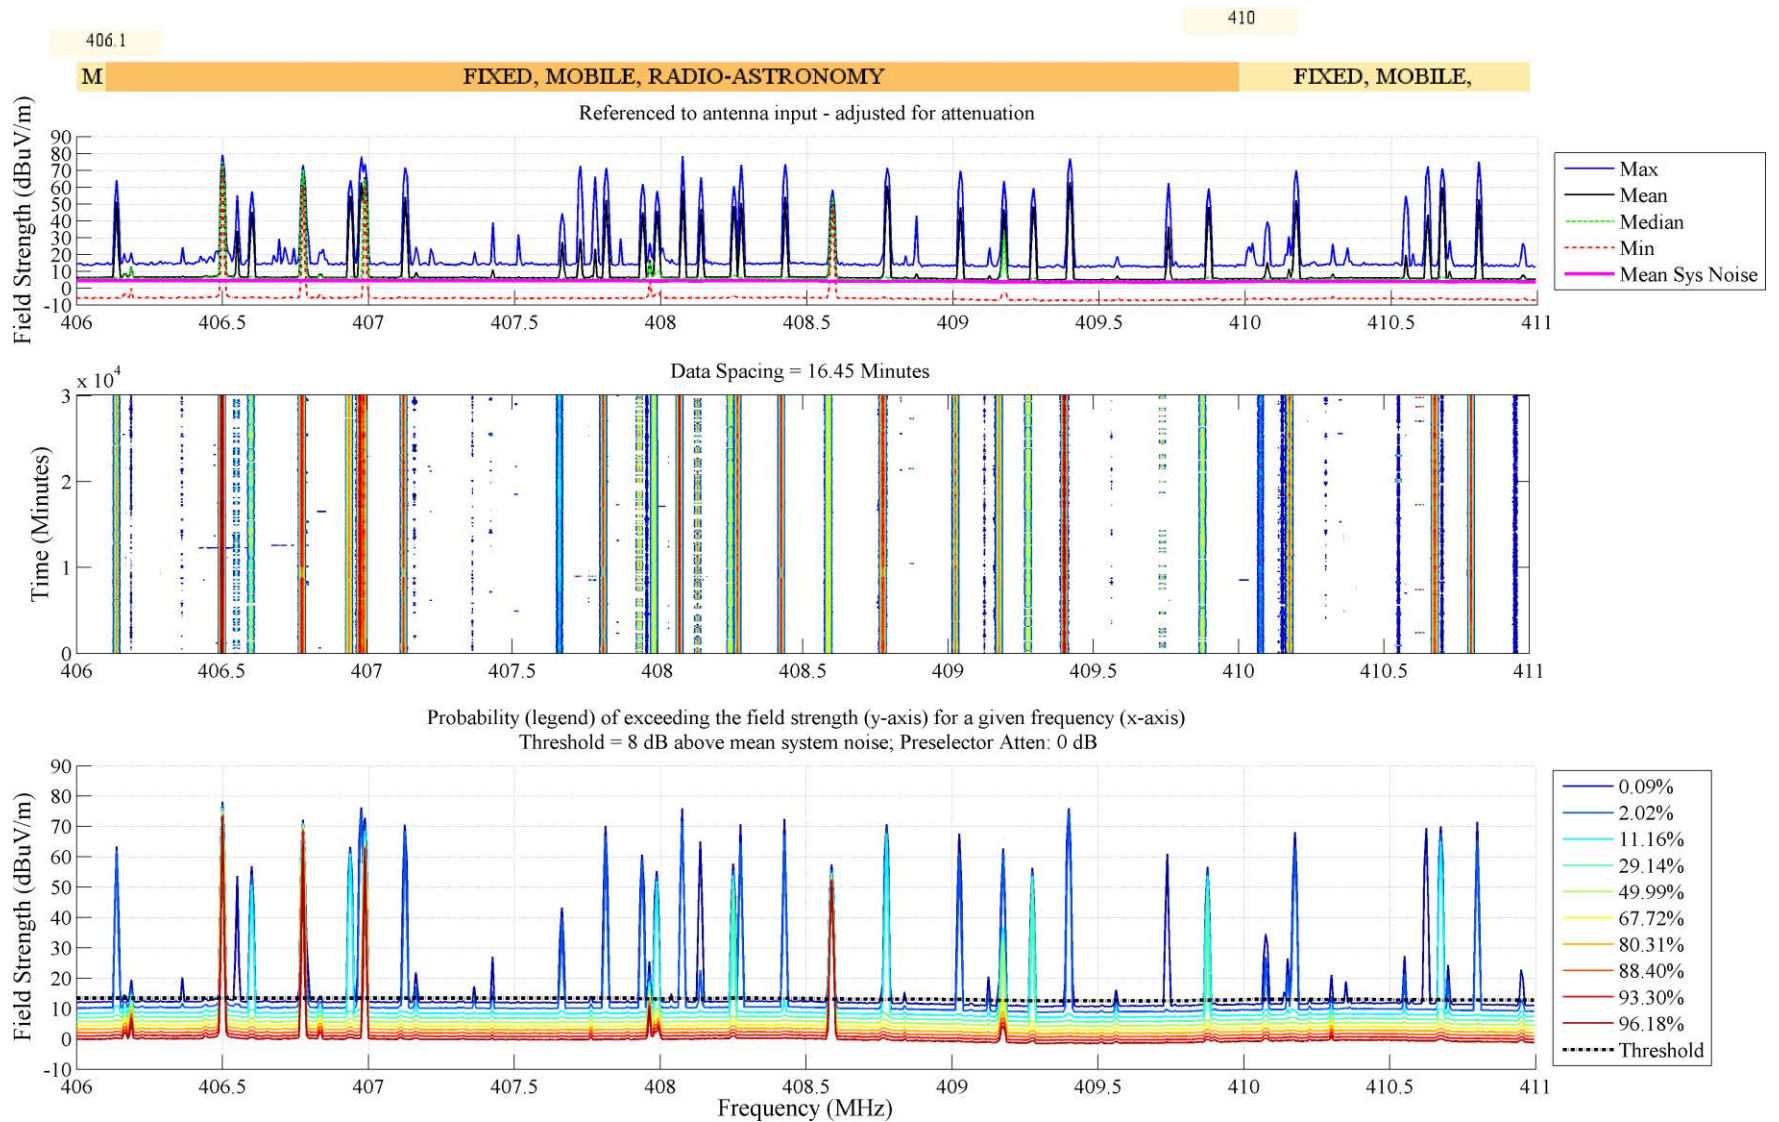 410
406.1
M FIXED, MOBILE, RADIO-ASTRONOMY FIXED, MOBILE,
Referenced to antenna input - adjusted for attenuation
Field Strength (dBuV/m)
90
80
70
60
50
40
30
20
10
0
-10
406 406.5 407 407.5 408 408.5 409 409.5 410 410.5 411
Max
Mean
Median
Min
Mean Sys Noise
Data Spacing = 16.45 Minutes
x 10^4
Time (Minutes)
3
2
1
0
406 406.5 407 407.5 408 408.5 409 409.5 410 410.5 411
Probability (legend) of exceeding the field strength (y-axis) for a given frequency (x-axis)
Threshold = 8 dB above mean system noise; Preselector Atten: 0 dB
Field Strength (dBuV/m)
90
80
70
60
50
40
30
20
10
0
-10
406 406.5 407 407.5 408 408.5 409 409.5 410 410.5 411
Frequency (MHz)
0.09%
2.02%
11.16%
29.14%
49.99%
67.72%
80.31%
88.40%
93.30%
96.18%
Threshold